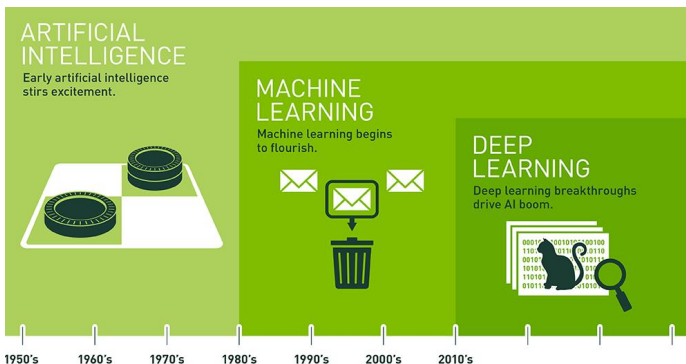 ARTIFICIAL
INTELLIGENCE
Early artificial intelligence
stirs excitement.
MACHINE
LEARNING
Machine learning begins
to flourish.
DEEP
LEARNING
Deep learning breakthroughs
drive AI boom.
1950's 1960's 1970's 1980's 1990's 2000's 2010's